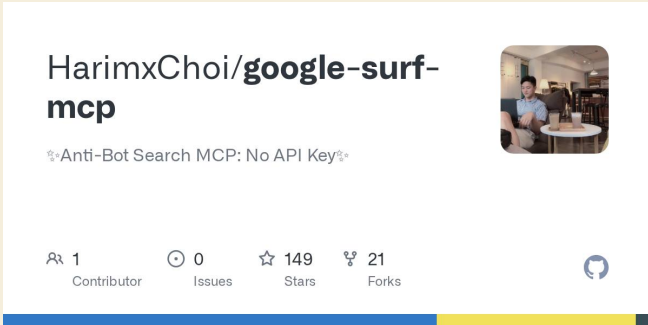 HarimxChoi/google-surf-
mcp
✨Anti-Bot Search MCP: No API Key✨
1
Contributor
0
Issues
149
Stars
21
Forks